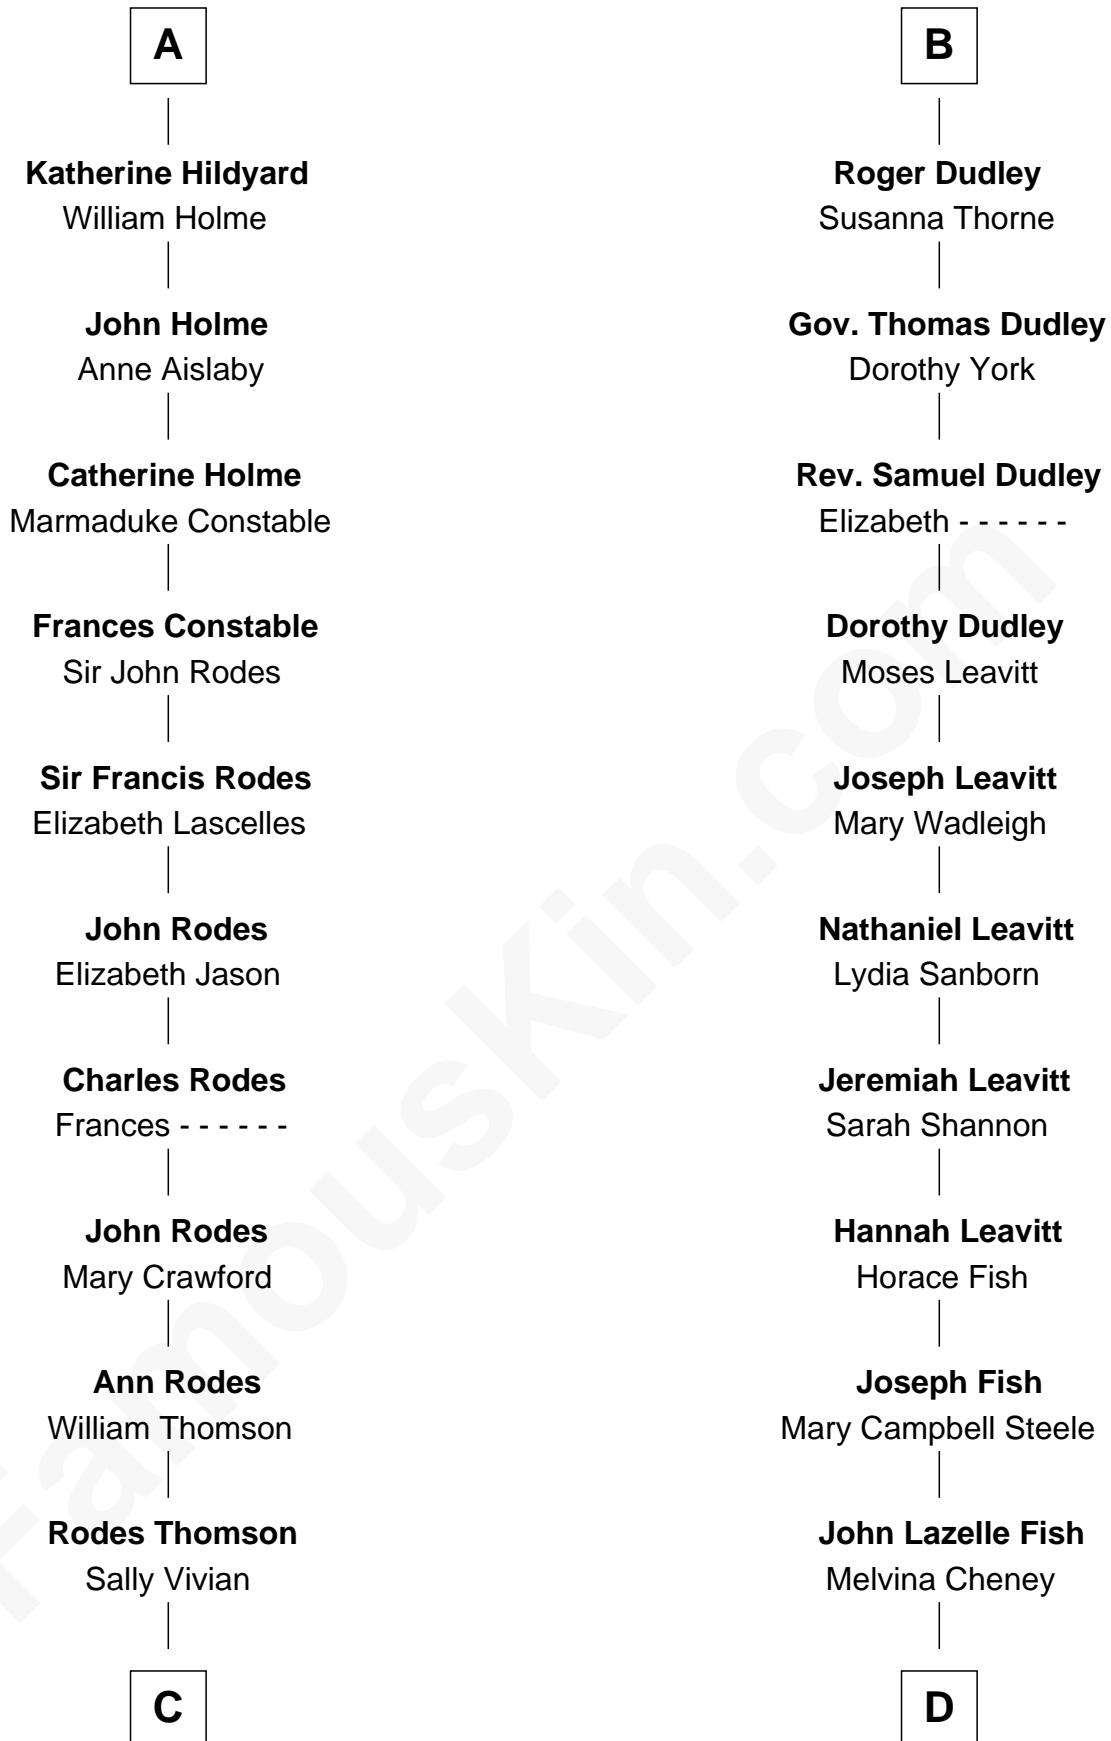 A
Katherine Hildyard
William Holme
John Holme
Anne Aislaby
Catherine Holme
Marmaduke Constable
Frances Constable
Sir John Rodes
Sir Francis Rodes
Elizabeth Lascelles
John Rodes
Elizabeth Jason
Charles Rodes
Frances - - - - - -
John Rodes
Mary Crawford
Ann Rodes
William Thomson
Rodes Thomson
Sally Vivian
C
B
Roger Dudley
Susanna Thorne
Gov. Thomas Dudley
Dorothy York
Rev. Samuel Dudley
Elizabeth - - - - - -
Dorothy Dudley
Moses Leavitt
Joseph Leavitt
Mary Wadleigh
Nathaniel Leavitt
Lydia Sanborn
Jeremiah Leavitt
Sarah Shannon
Hannah Leavitt
Horace Fish
Joseph Fish
Mary Campbell Steele
John Lazelle Fish
Melvina Cheney
D
FamousKin.com